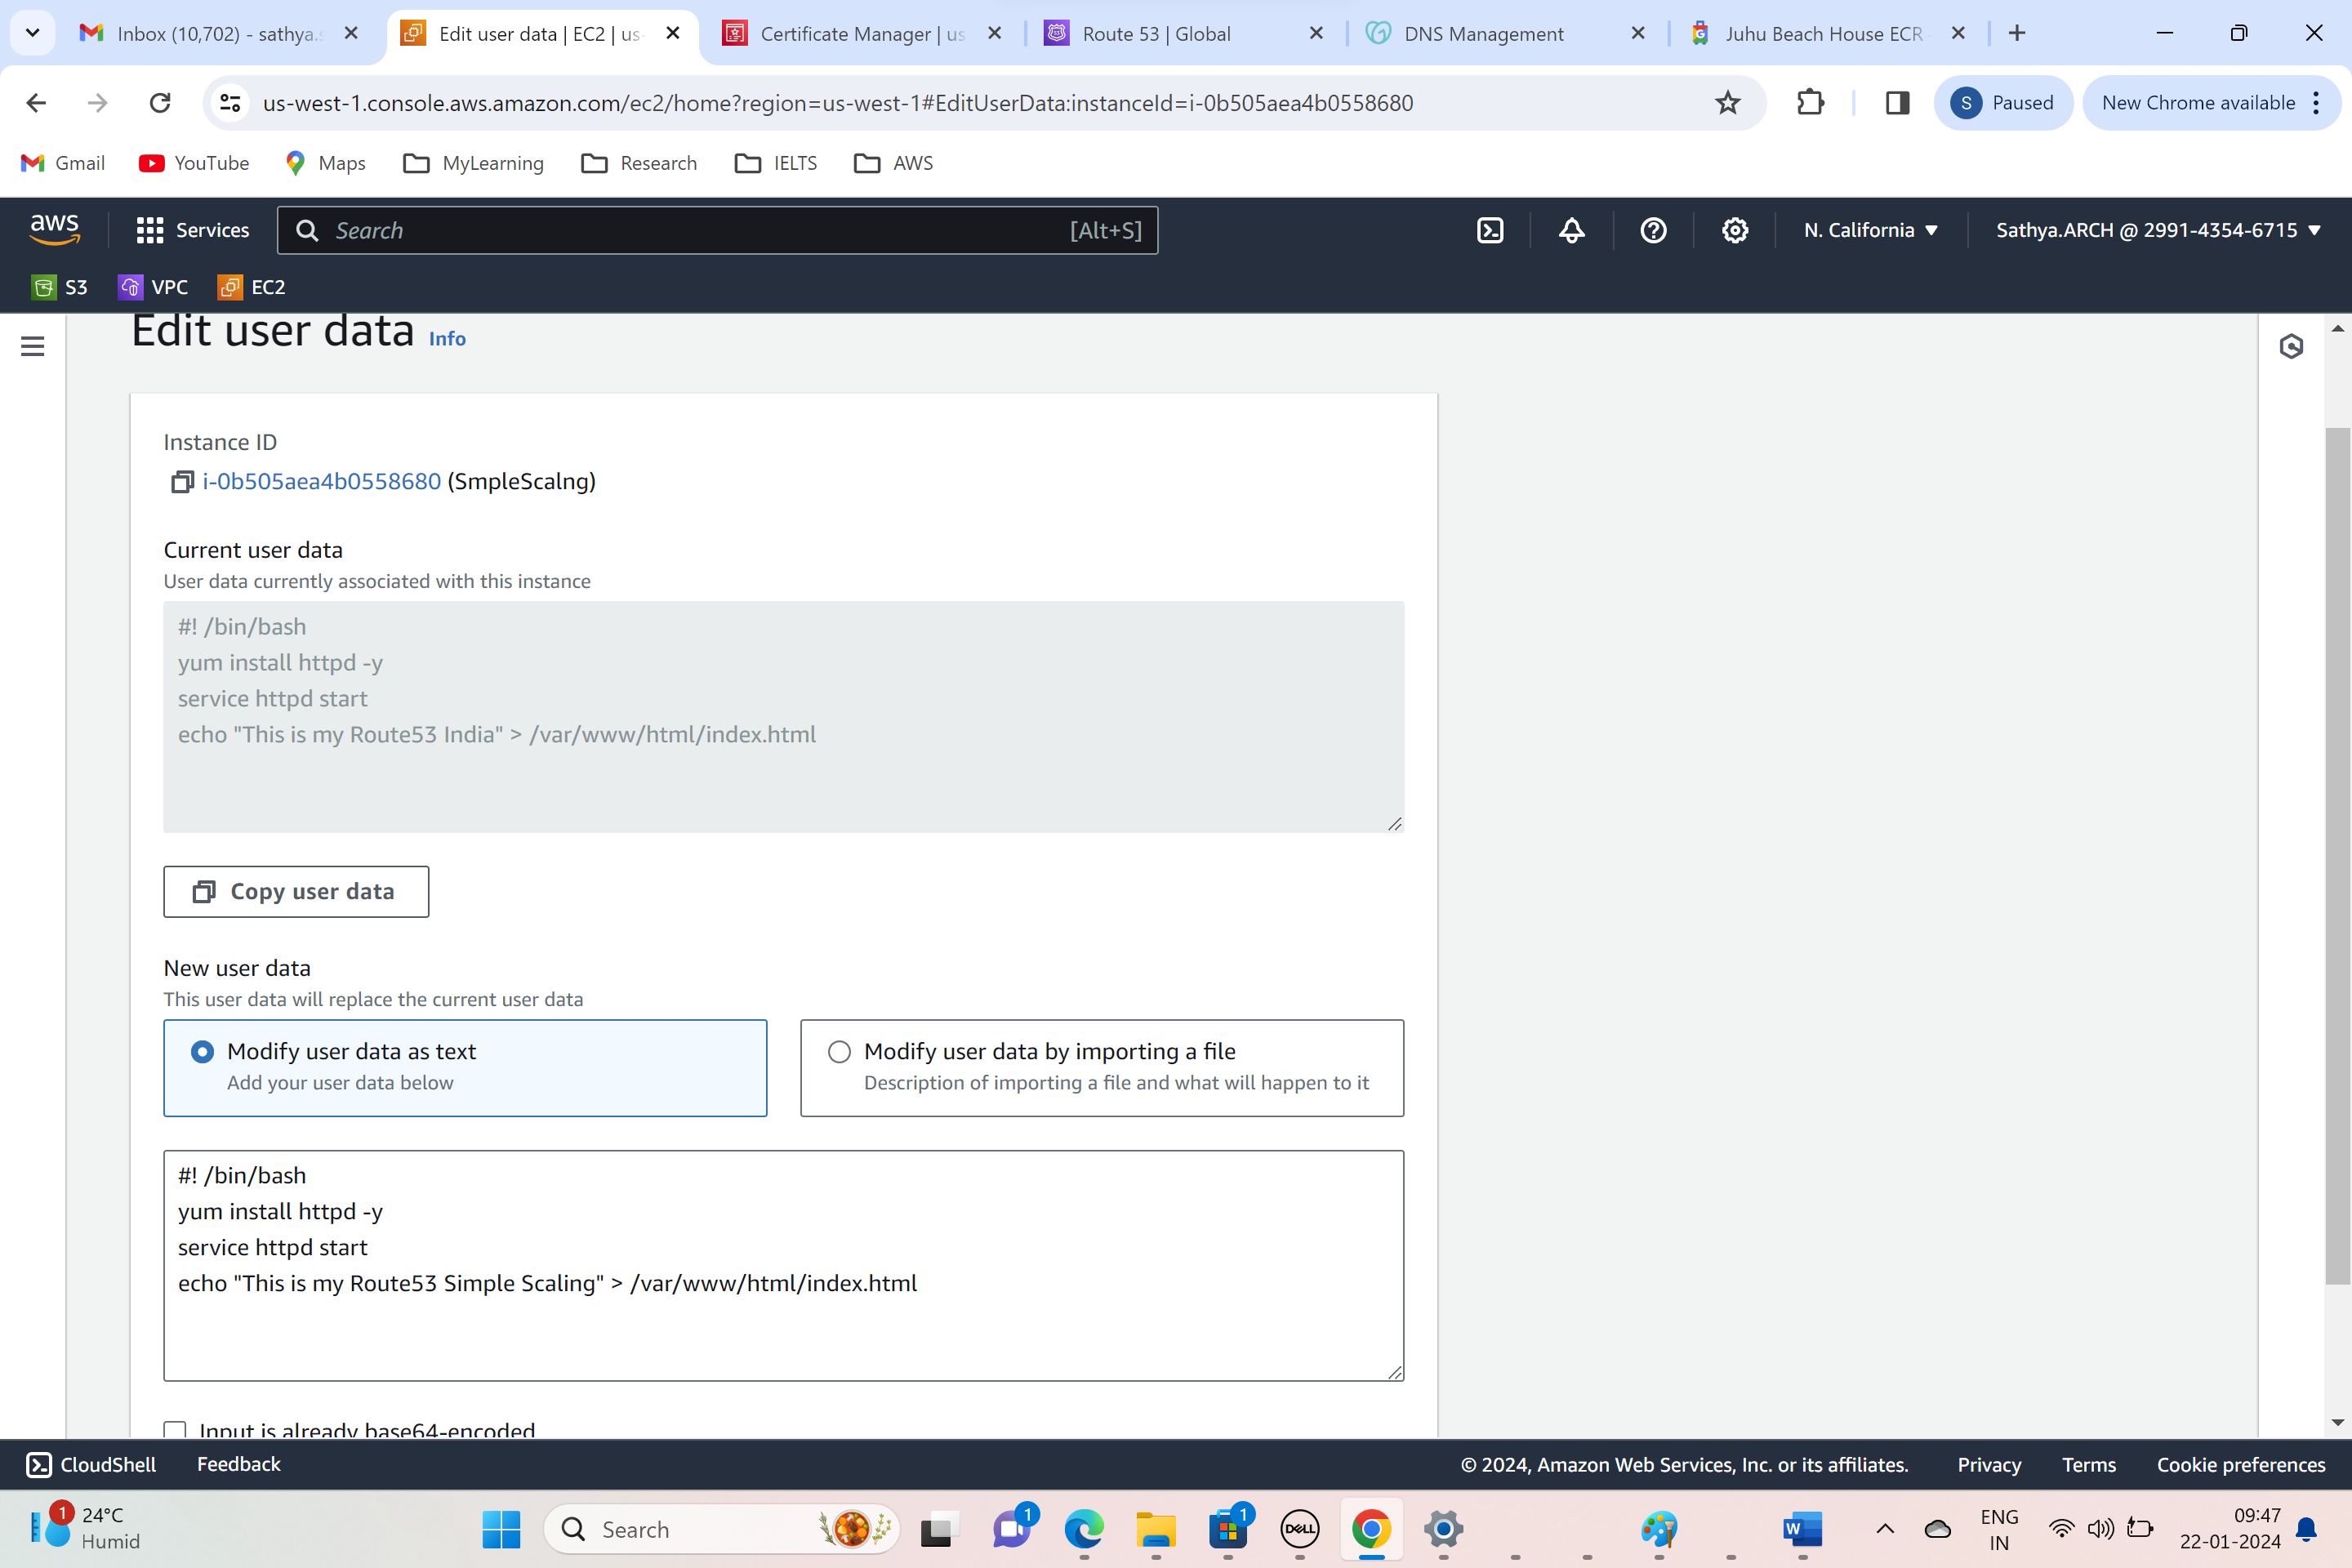 Inbox (10,702) - sathya.s
Edit user data | EC2 | us-
Certificate Manager | us
Route 53 | Global
DNS Management
Juhu Beach House ECR
us-west-1.console.aws.amazon.com/ec2/home?region=us-west-1#EditUserData:instanceId=i-0b505aea4b0558680
S Paused
New Chrome available
Gmail
YouTube
Maps
MyLearning
Research
IELTS
AWS
aws
Services
Search
[Alt+S]
N. California
Sathya.ARCH @ 2991-4354-6715
S3
VPC
EC2
Edit user data Info
Instance ID
i-0b505aea4b0558680 (SmpleScalng)
Current user data
User data currently associated with this instance
#! /bin/bash
yum install httpd -y
service httpd start
echo "This is my Route53 India" > /var/www/html/index.html
Copy user data
New user data
This user data will replace the current user data
Modify user data as text
Add your user data below
Modify user data by importing a file
Description of importing a file and what will happen to it
#! /bin/bash
yum install httpd -y
service httpd start
echo "This is my Route53 Simple Scaling" > /var/www/html/index.html
Input is already base64-encoded
CloudShell
Feedback
© 2024, Amazon Web Services, Inc. or its affiliates.
Privacy
Terms
Cookie preferences
1
24°C
Humid
Search
1
1
DELL
W
ENG
IN
09:47
22-01-2024